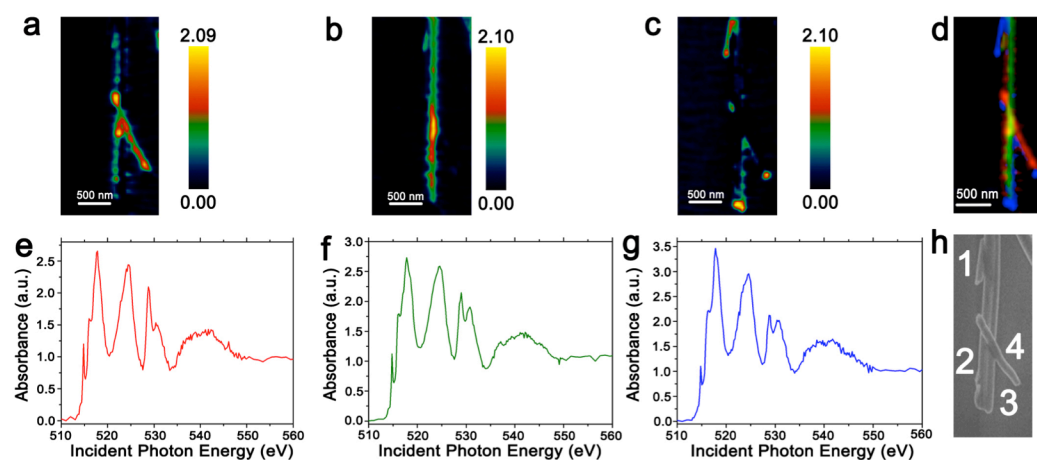 a
2.09
0.00
500 nm
b
2.10
0.00
500 nm
c
2.10
0.00
500 nm
d
500 nm
e
Absorbance (a.u.)
2.5
2.0
1.5
1.0
0.5
0.0
510 520 530 540 550 560
Incident Photon Energy (eV)
f
Absorbance (a.u.)
3.0
2.5
2.0
1.5
1.0
0.5
0.0
510 520 530 540 550 560
Incident Photon Energy (eV)
g
Absorbance (a.u.)
3.5
3.0
2.5
2.0
1.5
1.0
0.5
0.0
510 520 530 540 550 560
Incident Photon Energy (eV)
h
1
2
4
3